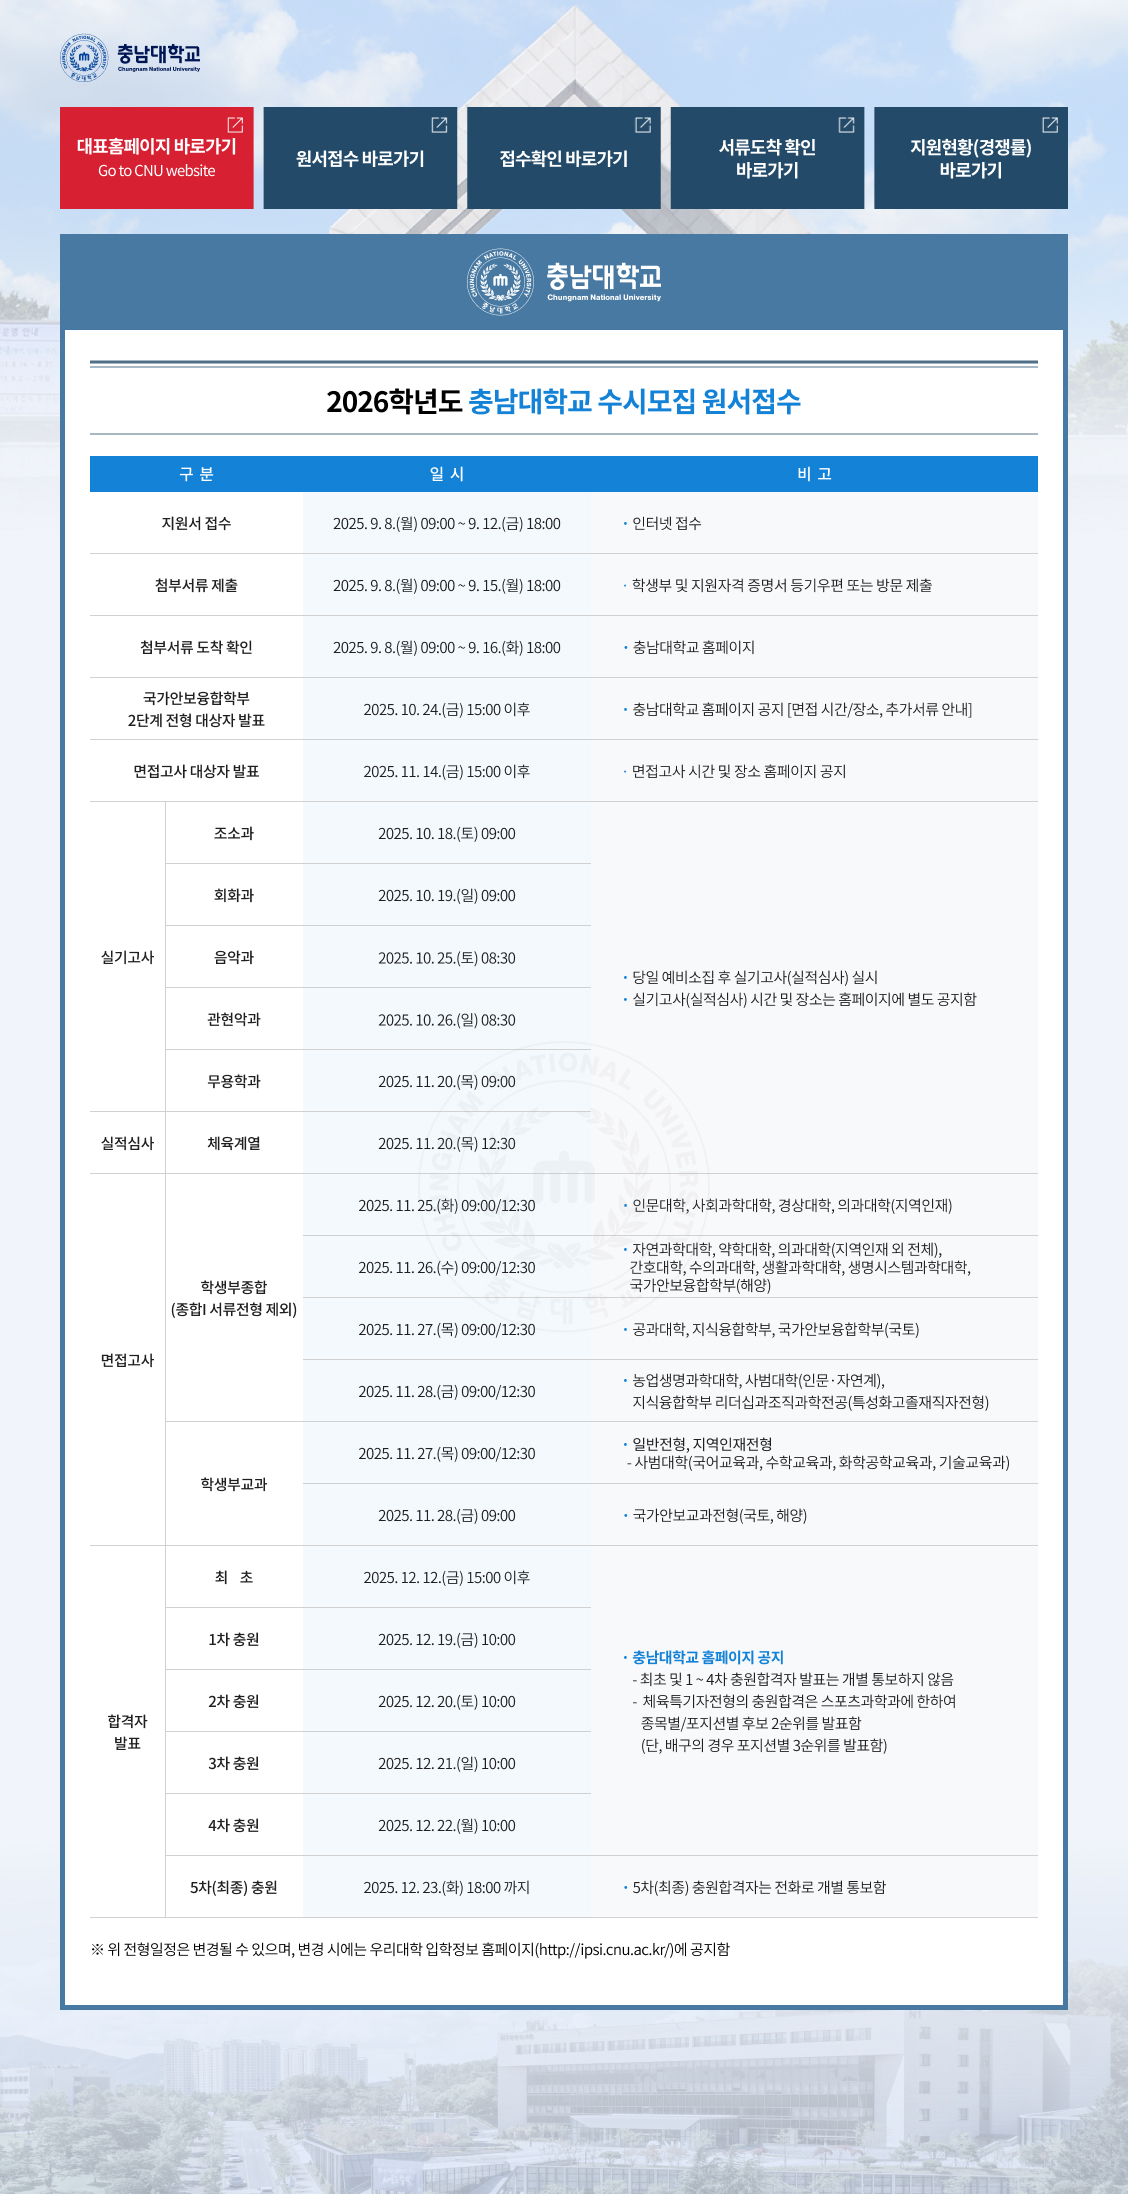 충남대학교
Chungnam National University
대표홈페이지 바로가기
Go to CNU website
원서접수 바로가기
접수확인 바로가기
서류도착 확인
바로가기
지원현황(경쟁률)
바로가기
CHUNGNAM NATIONAL UNIVERSITY
충남대학교
충남대학교
Chungnam National University
2026학년도 충남대학교 수시모집 원서접수
구 분 일 시 비 고
지원서 접수 2025. 9. 8.(월) 09:00 ~ 9. 12.(금) 18:00 · 인터넷 접수
첨부서류 제출 2025. 9. 8.(월) 09:00 ~ 9. 15.(월) 18:00 · 학생부 및 지원자격 증명서 등기우편 또는 방문 제출
첨부서류 도착 확인 2025. 9. 8.(월) 09:00 ~ 9. 16.(화) 18:00 · 충남대학교 홈페이지
국가안보융합학부
2단계 전형 대상자 발표 2025. 10. 24.(금) 15:00 이후 · 충남대학교 홈페이지 공지 [면접 시간/장소, 추가서류 안내]
면접고사 대상자 발표 2025. 11. 14.(금) 15:00 이후 · 면접고사 시간 및 장소 홈페이지 공지
실기고사
조소과 2025. 10. 18.(토) 09:00
회화과 2025. 10. 19.(일) 09:00
음악과 2025. 10. 25.(토) 08:30
관현악과 2025. 10. 26.(일) 08:30
무용학과 2025. 11. 20.(목) 09:00
실적심사 체육계열 2025. 11. 20.(목) 12:30
· 당일 예비소집 후 실기고사(실적심사) 실시
· 실기고사(실적심사) 시간 및 장소는 홈페이지에 별도 공지함
면접고사
학생부종합
(종합I 서류전형 제외)
2025. 11. 25.(화) 09:00/12:30 · 인문대학, 사회과학대학, 경상대학, 의과대학(지역인재)
2025. 11. 26.(수) 09:00/12:30 · 자연과학대학, 약학대학, 의과대학(지역인재 외 전체),
간호대학, 수의과대학, 생활과학대학, 생명시스템과학대학,
국가안보융합학부(해양)
2025. 11. 27.(목) 09:00/12:30 · 공과대학, 지식융합학부, 국가안보융합학부(국토)
2025. 11. 28.(금) 09:00/12:30 · 농업생명과학대학, 사범대학(인문·자연계),
지식융합학부 리더십과조직과학전공(특성화고졸재직자전형)
학생부교과
2025. 11. 27.(목) 09:00/12:30 · 일반전형, 지역인재전형
- 사범대학(국어교육과, 수학교육과, 화학공학교육과, 기술교육과)
2025. 11. 28.(금) 09:00 · 국가안보교과전형(국토, 해양)
합격자
발표
최 초 2025. 12. 12.(금) 15:00 이후
1차 충원 2025. 12. 19.(금) 10:00
2차 충원 2025. 12. 20.(토) 10:00
3차 충원 2025. 12. 21.(일) 10:00
4차 충원 2025. 12. 22.(월) 10:00
· 충남대학교 홈페이지 공지
- 최초 및 1 ~ 4차 충원합격자 발표는 개별 통보하지 않음
- 체육특기자전형의 충원합격은 스포츠과학과에 한하여
종목별/포지션별 후보 2순위를 발표함
(단, 배구의 경우 포지션별 3순위를 발표함)
5차(최종) 충원 2025. 12. 23.(화) 18:00 까지 · 5차(최종) 충원합격자는 전화로 개별 통보함
CHUNGNAM NATIONAL UNIVERSITY
충남대학교
※ 위 전형일정은 변경될 수 있으며, 변경 시에는 우리대학 입학정보 홈페이지(http://ipsi.cnu.ac.kr/)에 공지함